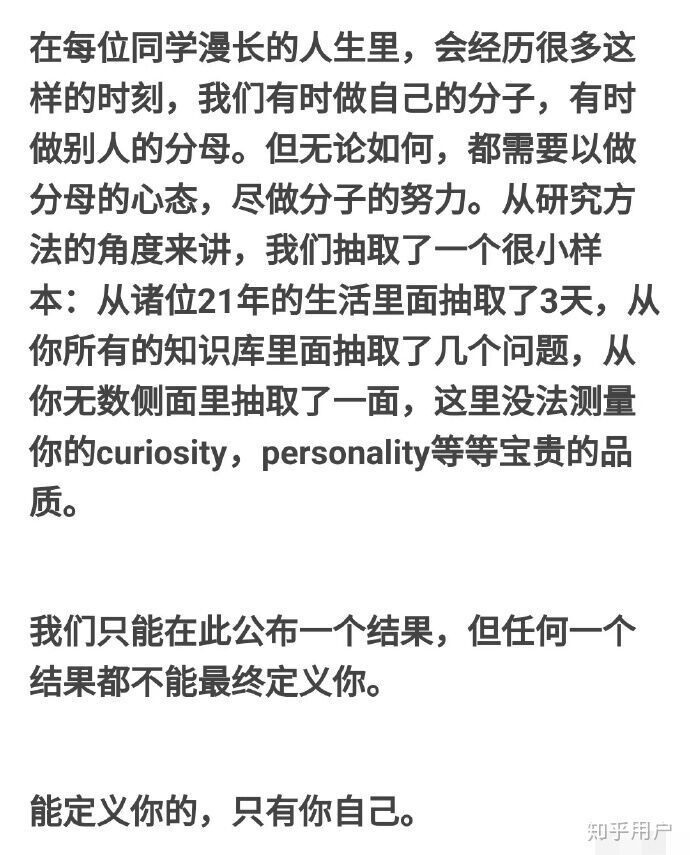 在每位同学漫长的人生里，会经历很多这
样的时刻，我们有时做自己的分子，有时
做别人的分母。但无论如何，都需要以做
分母的心态，尽做分子的努力。从研究方
法的角度来讲，我们抽取了一个很小样
本：从诸位21年的生活里面抽取了3天，从
你所有的知识库里面抽取了几个问题，从
你无数侧面里抽取了一面，这里没法测量
你的curiosity，personality等等宝贵的品
质。
我们只能在此公布一个结果，但任何一个
结果都不能最终定义你。
能定义你的，只有你自己。
知乎用户